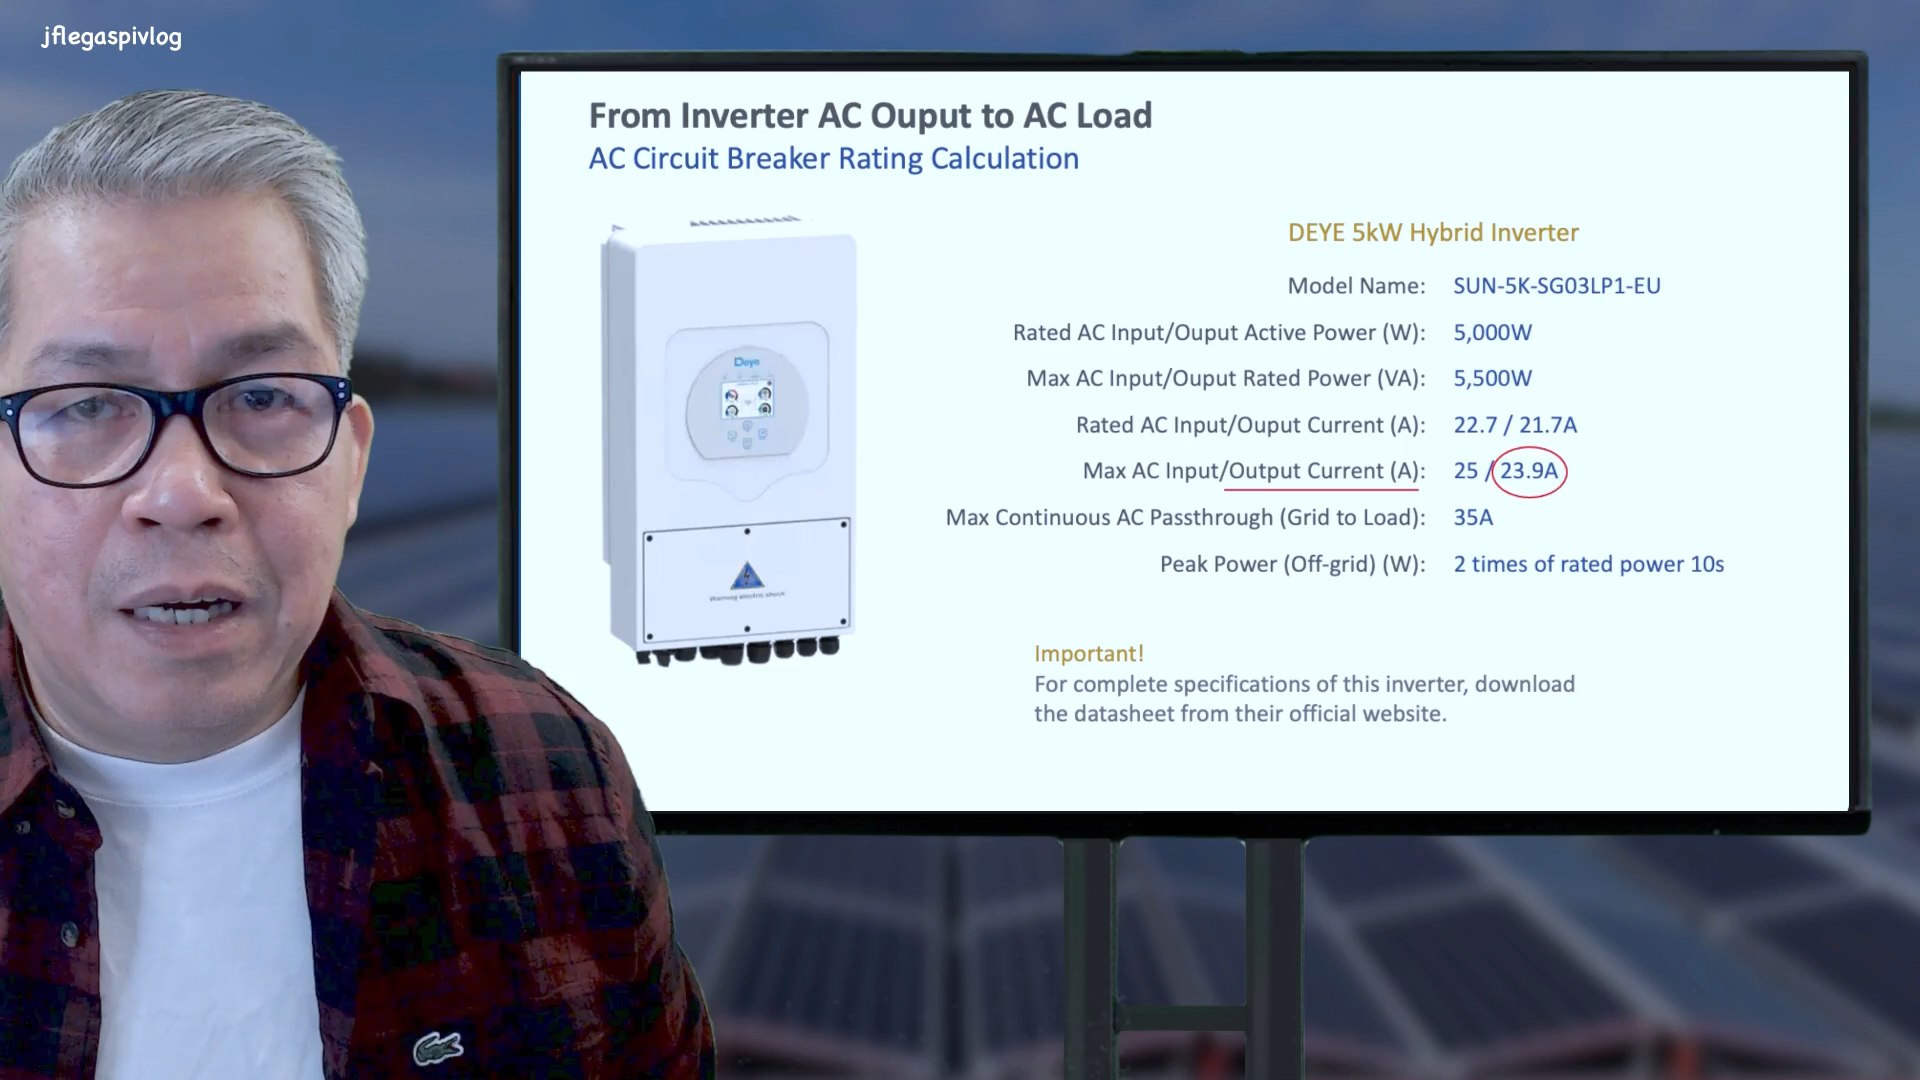 jflegaspivlog
From Inverter AC Ouput to AC Load
AC Circuit Breaker Rating Calculation
DEYE 5kW Hybrid Inverter
Model Name: SUN-5K-SG03LP1-EU
Rated AC Input/Ouput Active Power (W): 5,000W
Max AC Input/Ouput Rated Power (VA): 5,500W
Rated AC Input/Ouput Current (A): 22.7 / 21.7A
Max AC Input/Output Current (A): 25 / 23.9A
Max Continuous AC Passthrough (Grid to Load): 35A
Peak Power (Off-grid) (W): 2 times of rated power 10s
Deye
Warning electric shock
Important!
For complete specifications of this inverter, download
the datasheet from their official website.